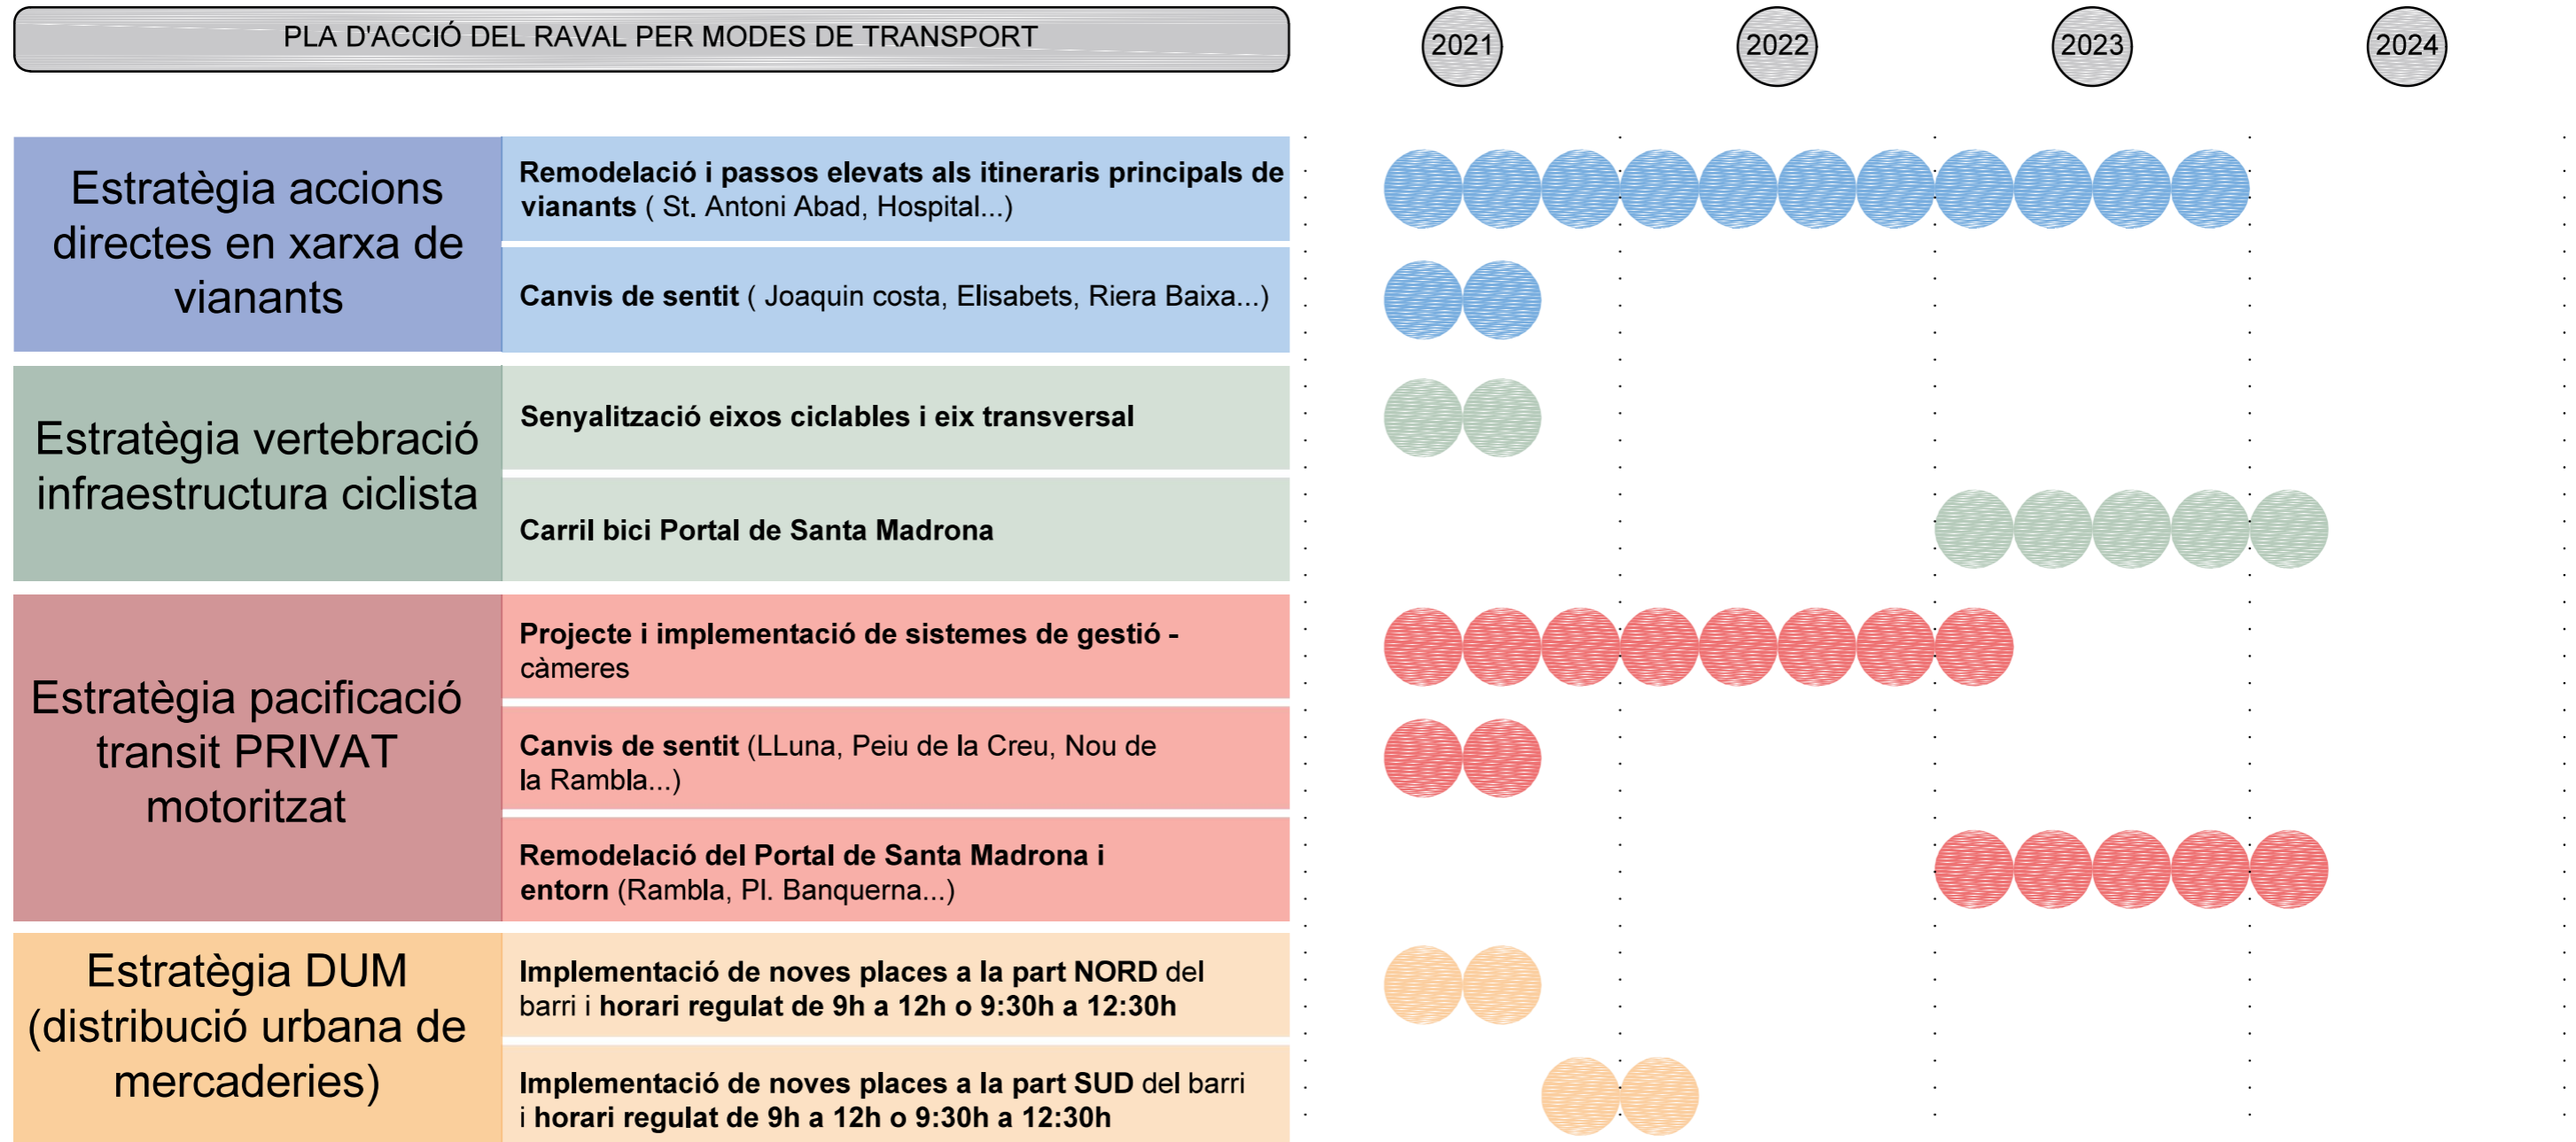 PLA D'ACCIÓ DEL RAVAL PER MODES DE TRANSPORT
2021
2022
2023
2024
Estratègia accions
directes en xarxa de
vianants
Remodelació i passos elevats als itineraris principals de
vianants ( St. Antoni Abad, Hospital...)
Canvis de sentit ( Joaquin costa, Elisabets, Riera Baixa...)
Estratègia vertebració
infraestructura ciclista
Senyalització eixos ciclables i eix transversal
Carril bici Portal de Santa Madrona
Estratègia pacificació
transit PRIVAT
motoritzat
Projecte i implementació de sistemes de gestió -
càmeres
Canvis de sentit (LLuna, Peiu de la Creu, Nou de
la Rambla...)
Remodelació del Portal de Santa Madrona i
entorn (Rambla, Pl. Banquerna...)
Estratègia DUM
(distribució urbana de
mercaderies)
Implementació de noves places a la part NORD del
barri i horari regulat de 9h a 12h o 9:30h a 12:30h
Implementació de noves places a la part SUD del barri
i horari regulat de 9h a 12h o 9:30h a 12:30h